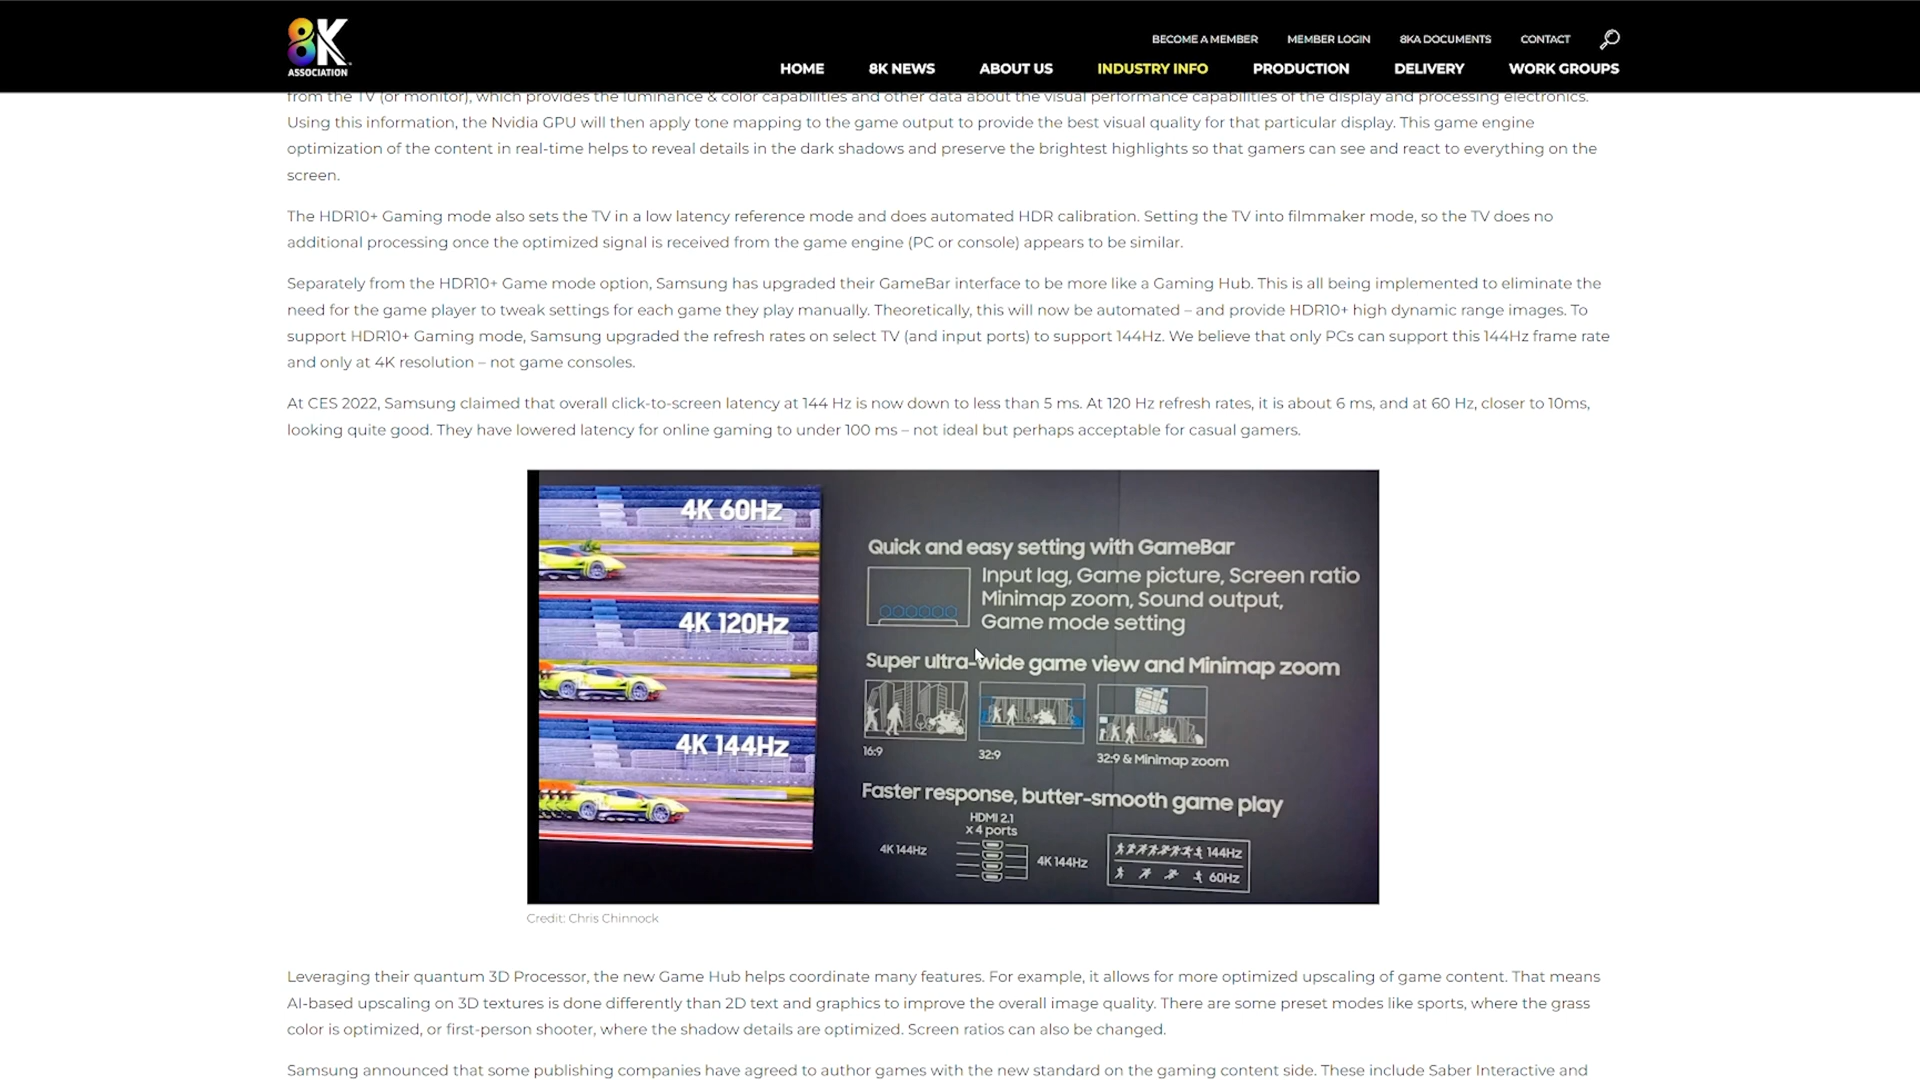 8K
ASSOCIATION
BECOME A MEMBER MEMBER LOGIN 8KA DOCUMENTS CONTACT
HOME 8K NEWS ABOUT US INDUSTRY INFO PRODUCTION DELIVERY WORK GROUPS
from the TV (or monitor), which provides the luminance & color capabilities and other data about the visual performance capabilities of the display and processing electronics.
Using this information, the Nvidia GPU will then apply tone mapping to the game output to provide the best visual quality for that particular display. This game engine
optimization of the content in real-time helps to reveal details in the dark shadows and preserve the brightest highlights so that gamers can see and react to everything on the
screen.
The HDR10+ Gaming mode also sets the TV in a low latency reference mode and does automated HDR calibration. Setting the TV into filmmaker mode, so the TV does no
additional processing once the optimized signal is received from the game engine (PC or console) appears to be similar.
Separately from the HDR10+ Game mode option, Samsung has upgraded their GameBar interface to be more like a Gaming Hub. This is all being implemented to eliminate the
need for the game player to tweak settings for each game they play manually. Theoretically, this will now be automated – and provide HDR10+ high dynamic range images. To
support HDR10+ Gaming mode, Samsung upgraded the refresh rates on select TV (and input ports) to support 144Hz. We believe that only PCs can support this 144Hz frame rate
and only at 4K resolution – not game consoles.
At CES 2022, Samsung claimed that overall click-to-screen latency at 144 Hz is now down to less than 5 ms. At 120 Hz refresh rates, it is about 6 ms, and at 60 Hz, closer to 10ms,
looking quite good. They have lowered latency for online gaming to under 100 ms – not ideal but perhaps acceptable for casual gamers.
4K 60Hz
4K 120Hz
4K 144Hz
Quick and easy setting with GameBar
Input lag, Game picture, Screen ratio
Minimap zoom, Sound output,
Game mode setting
Super ultra-wide game view and Minimap zoom
16:9
32:9
32:9 & Minimap zoom
Faster response, butter-smooth game play
HDMI 2.1
x 4 ports
4K 144Hz
4K 144Hz
144Hz
60Hz
Credit: Chris Chinnock
Leveraging their quantum 3D Processor, the new Game Hub helps coordinate many features. For example, it allows for more optimized upscaling of game content. That means
AI-based upscaling on 3D textures is done differently than 2D text and graphics to improve the overall image quality. There are some preset modes like sports, where the grass
color is optimized, or first-person shooter, where the shadow details are optimized. Screen ratios can also be changed.
Samsung announced that some publishing companies have agreed to author games with the new standard on the gaming content side. These include Saber Interactive and